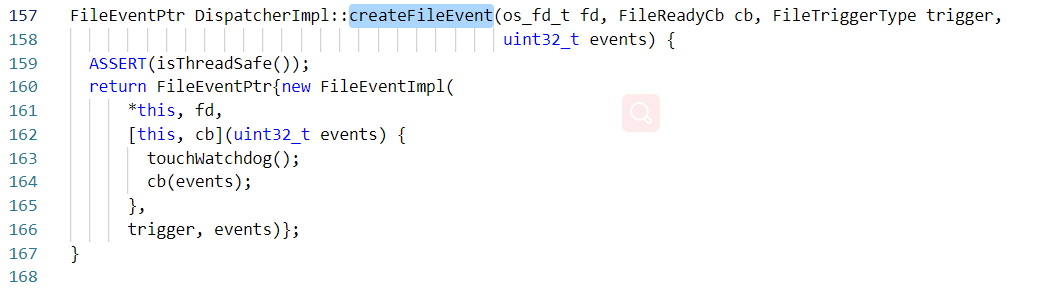 157 FileEventPtr DispatcherImpl::createFileEvent(os_fd_t fd, FileReadyCb cb, FileTriggerType trigger,
158 uint32_t events) {
159 ASSERT(isThreadSafe());
160 return FileEventPtr{new FileEventImpl(
161 *this, fd,
162 [this, cb](uint32_t events) {
163 touchWatchdog();
164 cb(events);
165 },
166 trigger, events)};
167 }
168